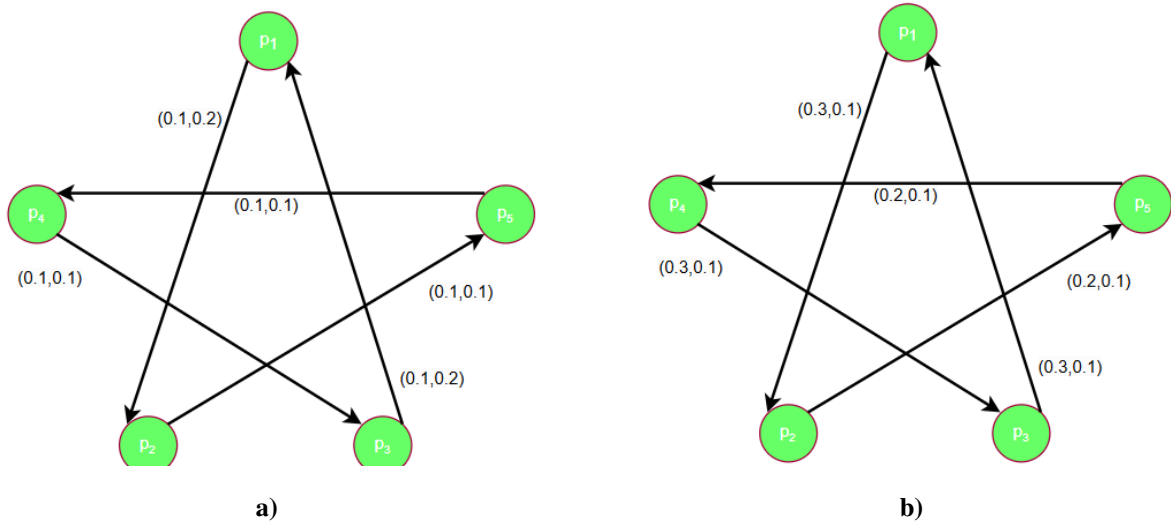 p₁
(0.1,0.2)
p₄
(0.1,0.1)
p₅
(0.1,0.1)
(0.1,0.1)
(0.1,0.2)
p₂
p₃
a)
p₁
(0.3,0.1)
p₄
(0.2,0.1)
p₅
(0.3,0.1)
(0.2,0.1)
(0.3,0.1)
p₂
p₃
b)